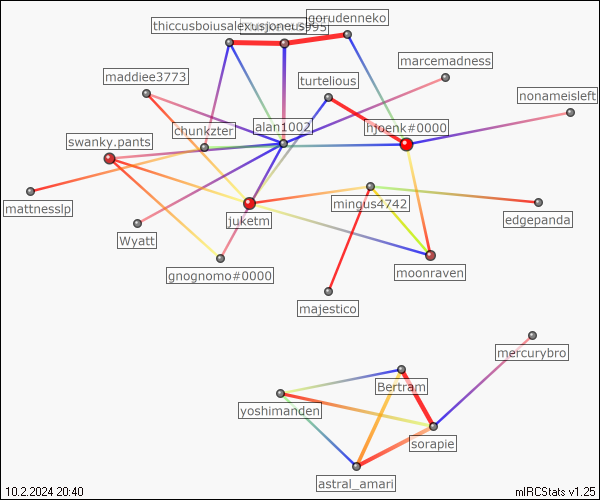 gorudenneko
thiccusboiusalexusjoneus
marcemadness
maddiee3773
turtelious
nonameisleft
alan1002
hjoenk#0000
chunkzter
swanky.pants
mattnesslp
mingus4742
edgepanda
juketm
Wyatt
gnognomo#0000
moonraven
majestico
mercurybro
Bertram
yoshimanden
sorapie
astral_amari
10.2.2024 20:40
mIRCStats v1.25